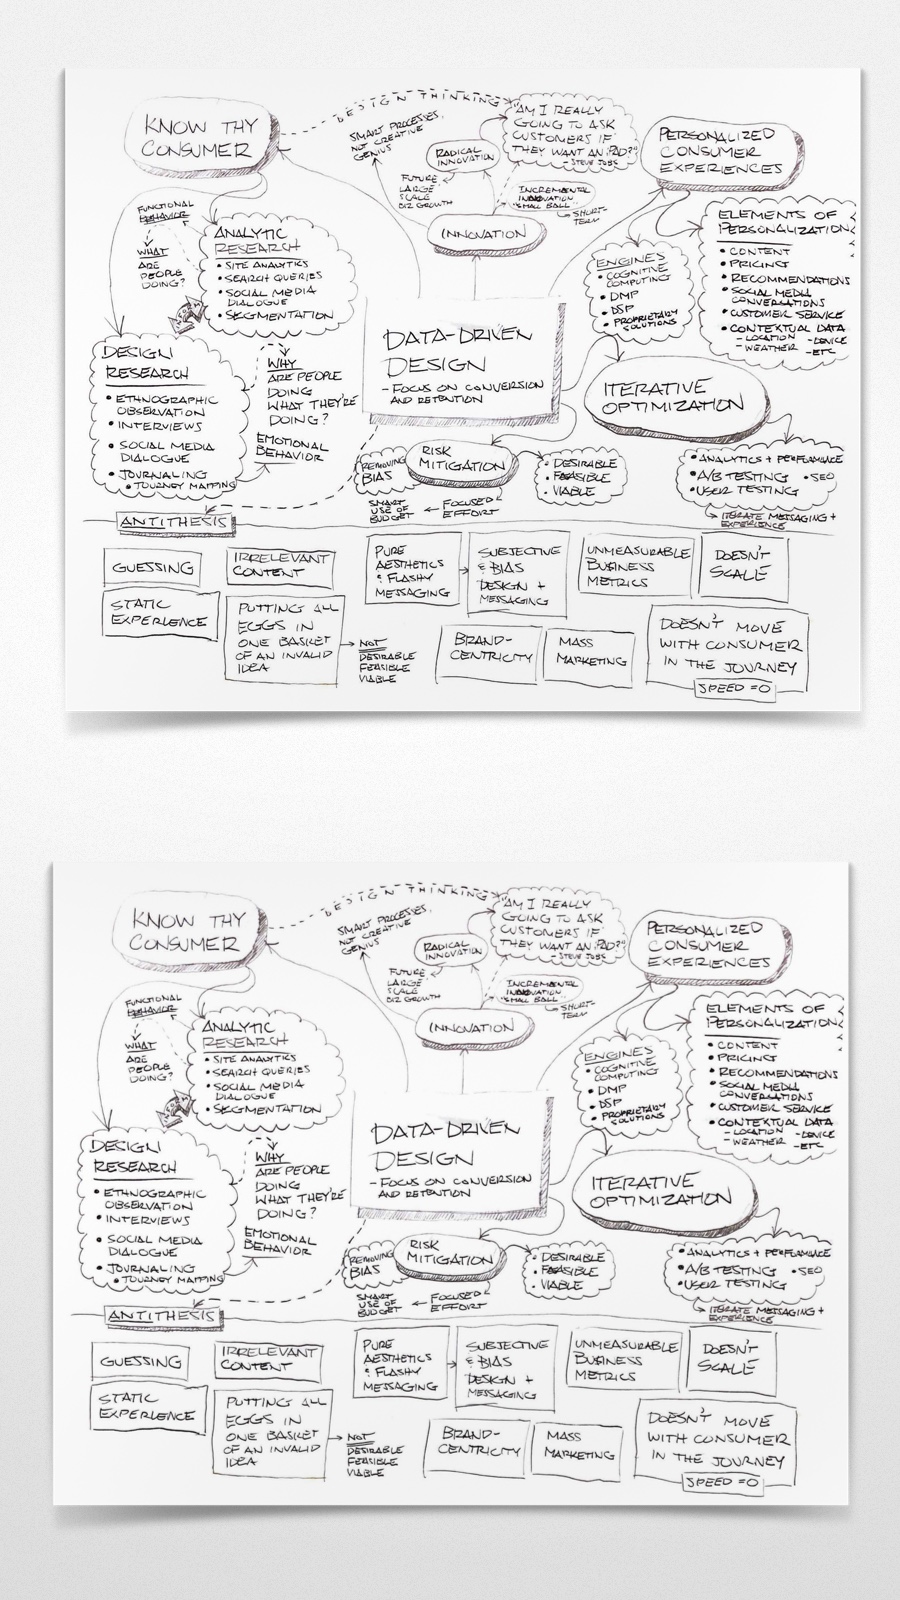 DESIGN THINKING
KNOW THY
CONSUMER
SMART PROCESSES,
NOT CREATIVE
GENIUS
"AM I REALLY
GOING TO ASK
CUSTOMERS IF
THEY WANT AN iPAD?"
- STEVE JOBS
RADICAL
INNOVATION
FUTURE
LARGE
SCALE
BIZ GROWTH
INCREMENTAL
INNOVATION
"SMALL BALL"
SHORT-
TERM
INNOVATION
PERSONALIZED
CONSUMER
EXPERIENCES
FUNCTIONAL
BEHAVIOR
WHAT
ARE
PEOPLE
DOING?
ANALYTIC
RESEARCH
• SITE ANALYTICS
• SEARCH QUERIES
• SOCIAL MEDIA
DIALOGUE
• SEGMENTATION
ENGINES
• COGNITIVE
COMPUTING
• DMP
• DSP
• PROPRIETARY
SOLUTIONS
ELEMENTS OF
PERSONALIZATION
• CONTENT
• PRICING
• RECOMMENDATIONS
• SOCIAL MEDIA
CONVERSATIONS
• CUSTOMER SERVICE
• CONTEXTUAL DATA
- LOCATION - DEVICE
- WEATHER - ETC
DATA-DRIVEN
DESIGN
- FOCUS ON CONVERSION
AND RETENTION
DESIGN
RESEARCH
• ETHNOGRAPHIC
OBSERVATION
• INTERVIEWS
• SOCIAL MEDIA
DIALOGUE
• JOURNALING
• JOURNEY MAPPING
WHY
ARE PEOPLE
DOING
WHAT THEY'RE
DOING?
EMOTIONAL
BEHAVIOR
ITERATIVE
OPTIMIZATION
REMOVING
BIAS
RISK
MITIGATION
• DESIRABLE
• FEASIBLE
• VIABLE
SMART
USE OF
BUDGET
FOCUSED
EFFORT
• ANALYTICS + PERFORMANCE
• A/B TESTING • SEO
• USER TESTING
ITERATE MESSAGING +
EXPERIENCE
ANTITHESIS
GUESSING
IRRELEVANT
CONTENT
PURE
AESTHETICS
& FLASHY
MESSAGING
SUBJECTIVE
& BIAS
DESIGN +
MESSAGING
UNMEASURABLE
BUSINESS
METRICS
DOESN'T
SCALE
STATIC
EXPERIENCE
PUTTING ALL
EGGS IN
ONE BASKET
OF AN INVALID
IDEA
NOT
DESIRABLE
FEASIBLE
VIABLE
BRAND-
CENTRICITY
MASS
MARKETING
DOESN'T MOVE
WITH CONSUMER
IN THE JOURNEY
SPEED = 0
DESIGN THINKING
KNOW THY
CONSUMER
SMART PROCESSES,
NOT CREATIVE
GENIUS
"AM I REALLY
GOING TO ASK
CUSTOMERS IF
THEY WANT AN iPAD?"
- STEVE JOBS
RADICAL
INNOVATION
FUTURE
LARGE
SCALE
BIZ GROWTH
INCREMENTAL
INNOVATION
"SMALL BALL"
SHORT-
TERM
INNOVATION
PERSONALIZED
CONSUMER
EXPERIENCES
FUNCTIONAL
BEHAVIOR
WHAT
ARE
PEOPLE
DOING?
ANALYTIC
RESEARCH
• SITE ANALYTICS
• SEARCH QUERIES
• SOCIAL MEDIA
DIALOGUE
• SEGMENTATION
ENGINES
• COGNITIVE
COMPUTING
• DMP
• DSP
• PROPRIETARY
SOLUTIONS
ELEMENTS OF
PERSONALIZATION
• CONTENT
• PRICING
• RECOMMENDATIONS
• SOCIAL MEDIA
CONVERSATIONS
• CUSTOMER SERVICE
• CONTEXTUAL DATA
- LOCATION - DEVICE
- WEATHER - ETC
DATA-DRIVEN
DESIGN
- FOCUS ON CONVERSION
AND RETENTION
DESIGN
RESEARCH
• ETHNOGRAPHIC
OBSERVATION
• INTERVIEWS
• SOCIAL MEDIA
DIALOGUE
• JOURNALING
• JOURNEY MAPPING
WHY
ARE PEOPLE
DOING
WHAT THEY'RE
DOING?
EMOTIONAL
BEHAVIOR
ITERATIVE
OPTIMIZATION
REMOVING
BIAS
RISK
MITIGATION
• DESIRABLE
• FEASIBLE
• VIABLE
SMART
USE OF
BUDGET
FOCUSED
EFFORT
• ANALYTICS + PERFORMANCE
• A/B TESTING • SEO
• USER TESTING
ITERATE MESSAGING +
EXPERIENCE
ANTITHESIS
GUESSING
IRRELEVANT
CONTENT
PURE
AESTHETICS
& FLASHY
MESSAGING
SUBJECTIVE
& BIAS
DESIGN +
MESSAGING
UNMEASURABLE
BUSINESS
METRICS
DOESN'T
SCALE
STATIC
EXPERIENCE
PUTTING ALL
EGGS IN
ONE BASKET
OF AN INVALID
IDEA
NOT
DESIRABLE
FEASIBLE
VIABLE
BRAND-
CENTRICITY
MASS
MARKETING
DOESN'T MOVE
WITH CONSUMER
IN THE JOURNEY
SPEED = 0